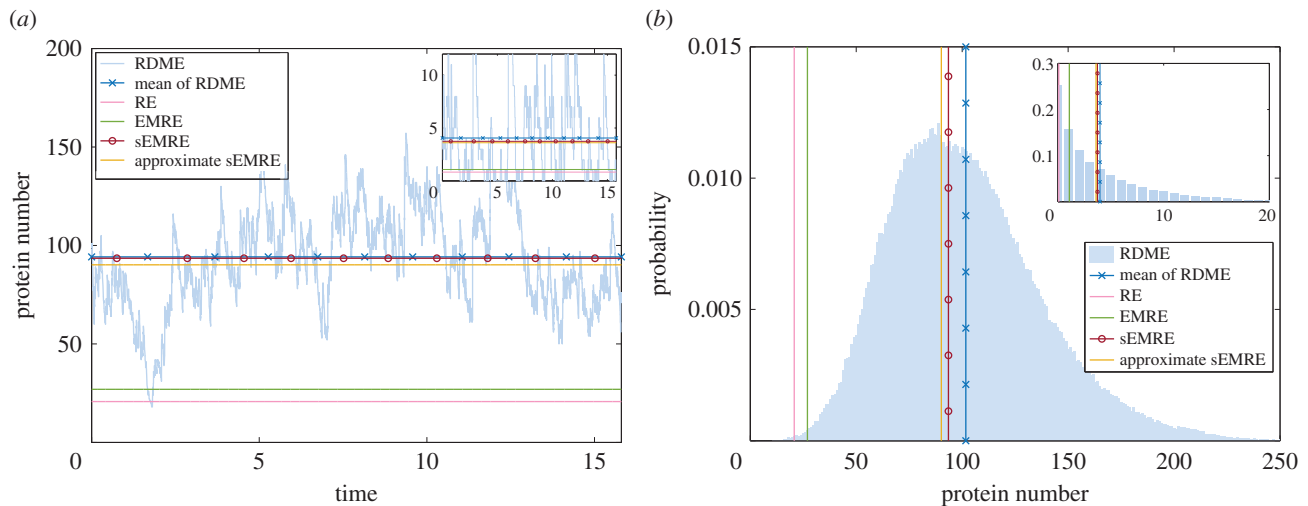 (a)
200
150
100
50
0
5
10
15
time
protein number
RDME
mean of RDME
RE
EMRE
sEMRE
approximate sEMRE
10
5
0
5
10
15
(b)
0.015
0.010
0.005
0
50
100
150
200
250
protein number
probability
0.3
0.2
0.1
0
10
20
RDME
mean of RDME
RE
EMRE
sEMRE
approximate sEMRE